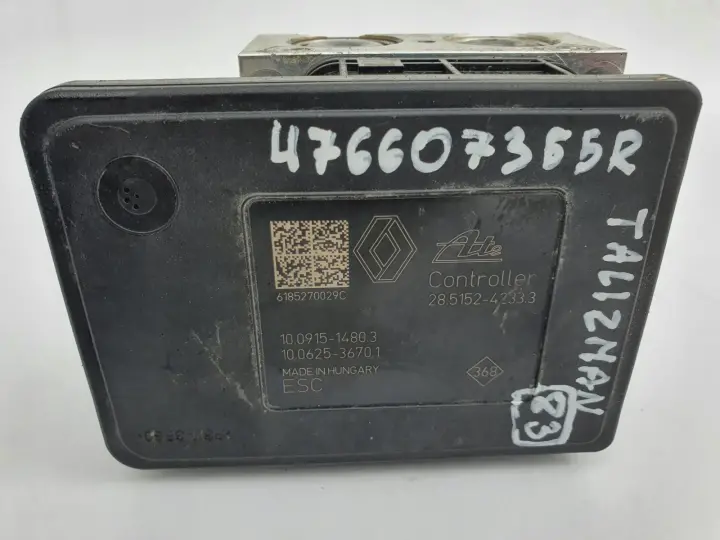 476607365R
TALIZMAN
83
6185270029C
Ate
Controller
28.5152-4233.3
10.0915-1480.3
10.0625-3670.1
MADE IN HUNGARY
ESC
368